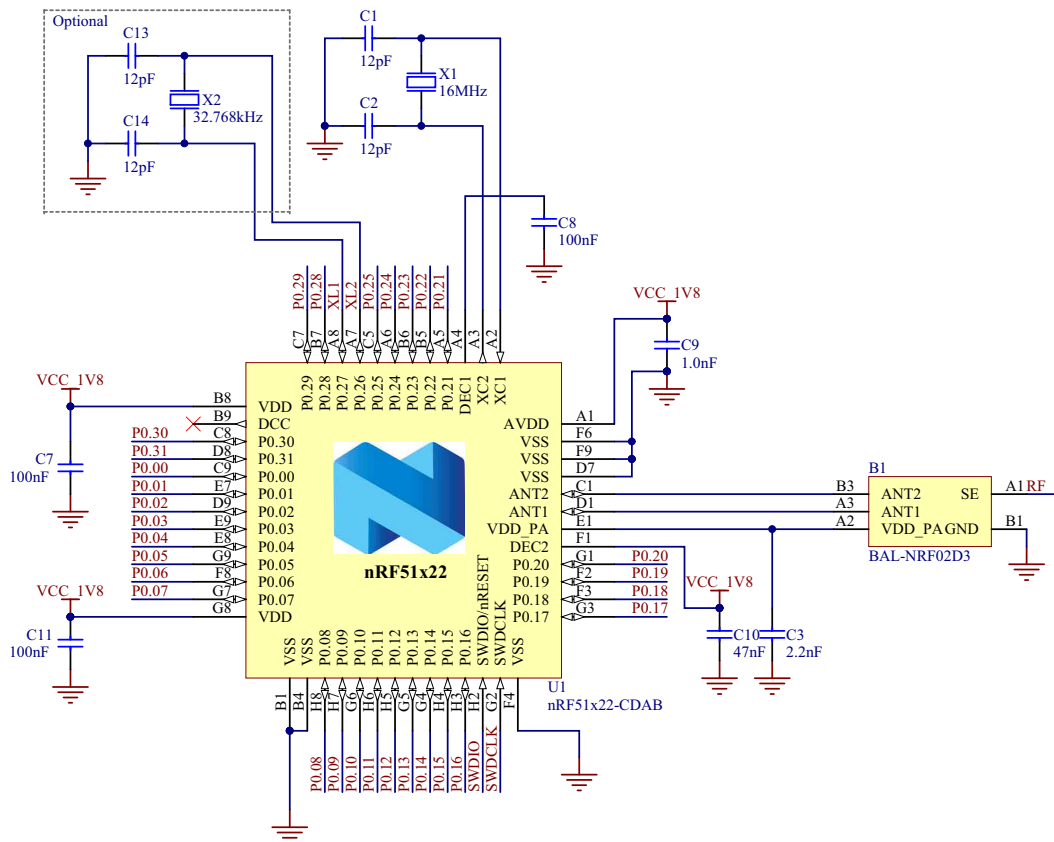 Optional
C13
12pF
X2
32.768kHz
C14
12pF
C1
12pF
X1
16MHz
C2
12pF
C8
100nF
P0.29
P0.28
XL1
XL2
P0.25
P0.24
P0.23
P0.22
P0.21
C7
B7
A8
A7
C5
A6
B6
B5
A5
A4
A3
A2
P0.29
P0.28
P0.27
P0.26
P0.25
P0.24
P0.23
P0.22
P0.21
DEC1
XC2
XC1
VCC_1V8
C9
1.0nF
VCC_1V8
C7
100nF
B8 VDD
B9 DCC
P0.30 C8 P0.30
P0.31 D8 P0.31
P0.00 C9 P0.00
P0.01 E7 P0.01
P0.02 D9 P0.02
P0.03 E9 P0.03
P0.04 E8 P0.04
P0.05 G9 P0.05
P0.06 F8 P0.06
P0.07 G7 P0.07
G8 VDD
VCC_1V8
C11
100nF
nRF51x22
AVDD A1
VSS F6
VSS F9
VSS D7
ANT2 C1
ANT1 D1
VDD_PA E1
DEC2 F1
P0.20 G1 P0.20
P0.19 F2 P0.19
P0.18 F3 P0.18
P0.17 G3 P0.17
B1
B3 ANT2 SE A1 RF
A3 ANT1
A2 VDD_PA GND B1
BAL-NRF02D3
VCC_1V8
C10
47nF
C3
2.2nF
VSS
VSS
P0.08
P0.09
P0.10
P0.11
P0.12
P0.13
P0.14
P0.15
P0.16
SWDIO/nRESET
SWDCLK
VSS
U1
nRF51x22-CDAB
B1
B4
H8
H7
G6
H6
H5
G5
G4
H4
H3
H2
G2
F4
P0.08
P0.09
P0.10
P0.11
P0.12
P0.13
P0.14
P0.15
P0.16
SWDIO
SWDCLK